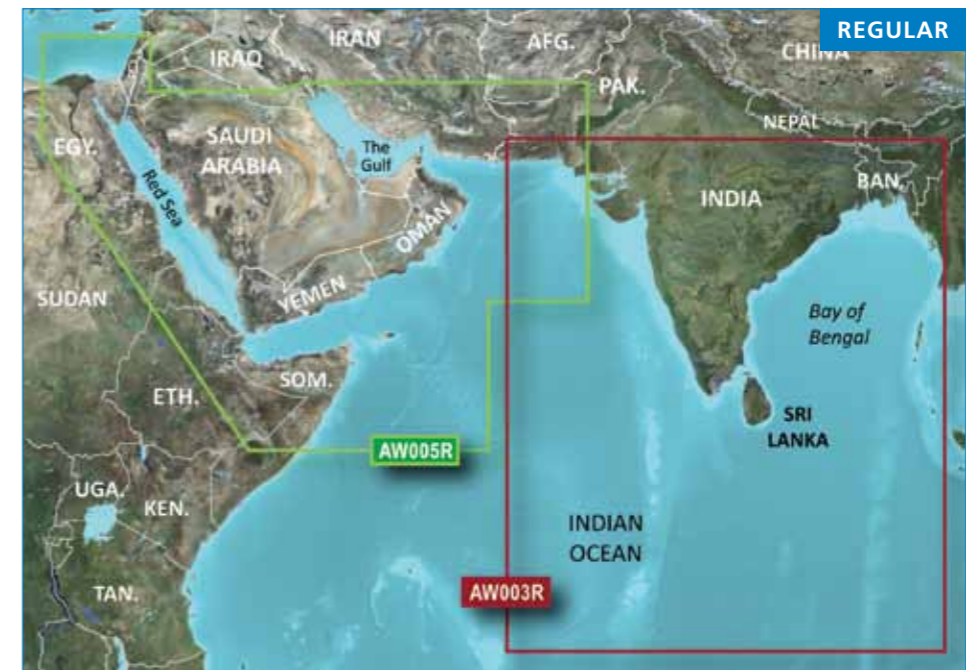 REGULAR
IRAN
AFG.
CHINA
IRAQ
PAK.
NEPAL
EGY.
SAUDI
ARABIA
The
Gulf
BAN.
INDIA
Red Sea
OMAN
YEMEN
SUDAN
Bay of
Bengal
SOM.
ETH.
SRI
LANKA
AW005R
UGA.
KEN.
INDIAN
OCEAN
TAN.
AW003R